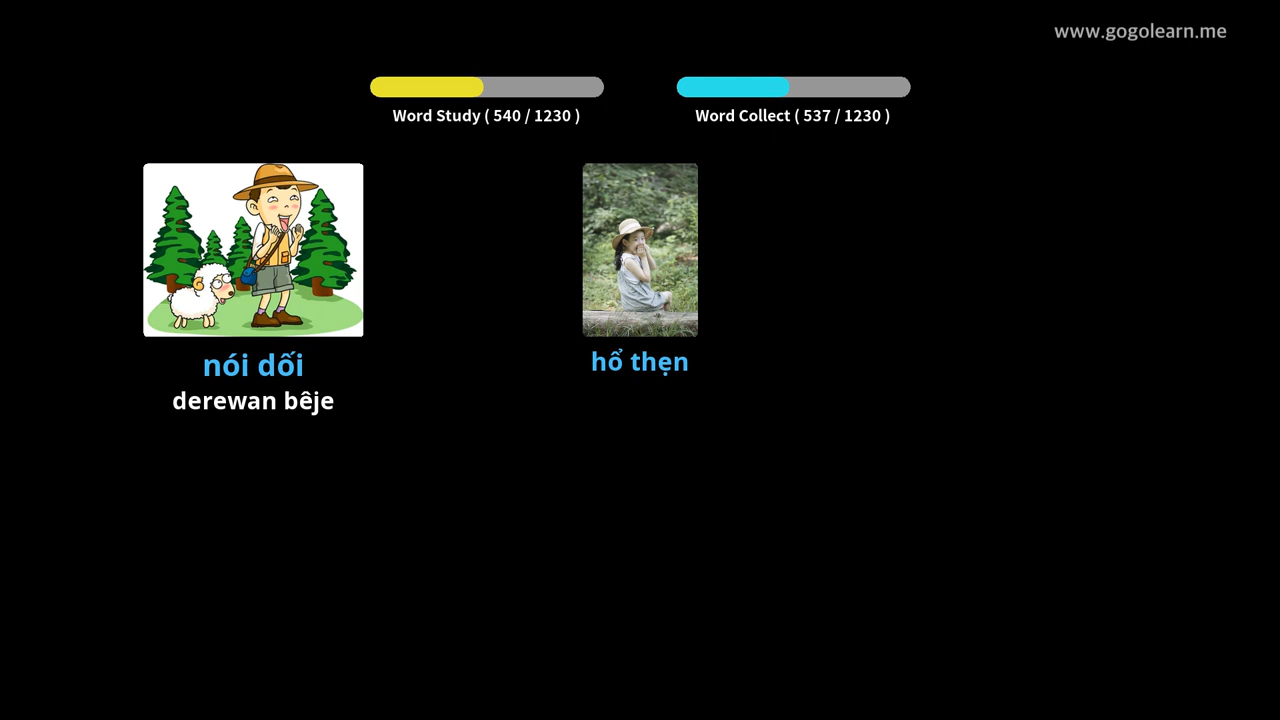 www.gogolearn.me
Word Study ( 540 / 1230 )
Word Collect ( 537 / 1230 )
nói dối
derewan bêje
hổ thẹn